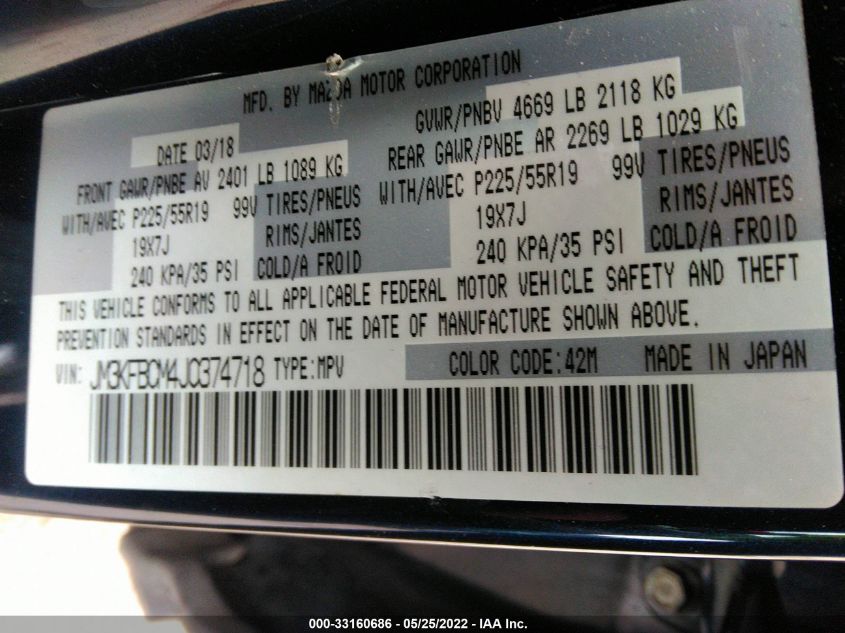 MFD. BY MAZDA MOTOR CORPORATION
DATE 03/18 GVWR/PNBV 4669 LB 2118 KG
FRONT GAWR/PNBE AV 2401 LB 1089 KG REAR GAWR/PNBE AR 2269 LB 1029 KG
WITH/AVEC P225/55R19 99V TIRES/PNEUS WITH/AVEC P225/55R19 99V TIRES/PNEUS
19X7J RIMS/JANTES 19X7J RIMS/JANTES
240 KPA/35 PSI COLD/A FROID 240 KPA/35 PSI COLD/A FROID
THIS VEHICLE CONFORMS TO ALL APPLICABLE FEDERAL MOTOR VEHICLE SAFETY AND THEFT
PREVENTION STANDARDS IN EFFECT ON THE DATE OF MANUFACTURE SHOWN ABOVE.
VIN: JM3KFBCM4J0374718 TYPE:MPV COLOR CODE:42M MADE IN JAPAN
000-33160686 - 05/25/2022 - IAA Inc.